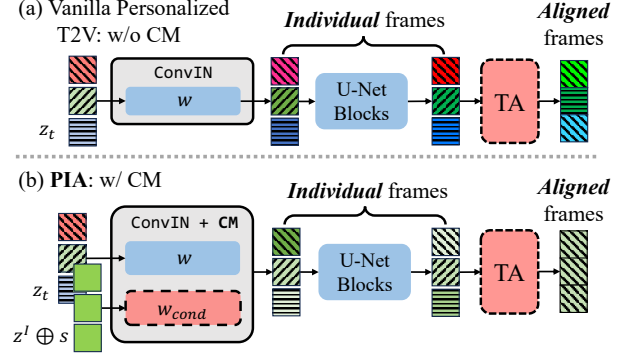 (a) Vanilla Personalized
T2V: w/o CM
Individual frames
Aligned
frames
ConvIN
w
U-Net
Blocks
TA
z_t
(b) PIA: w/ CM
Individual frames
Aligned
frames
ConvIN + CM
w
U-Net
Blocks
TA
z_t
w_cond
z^I ⊕ s